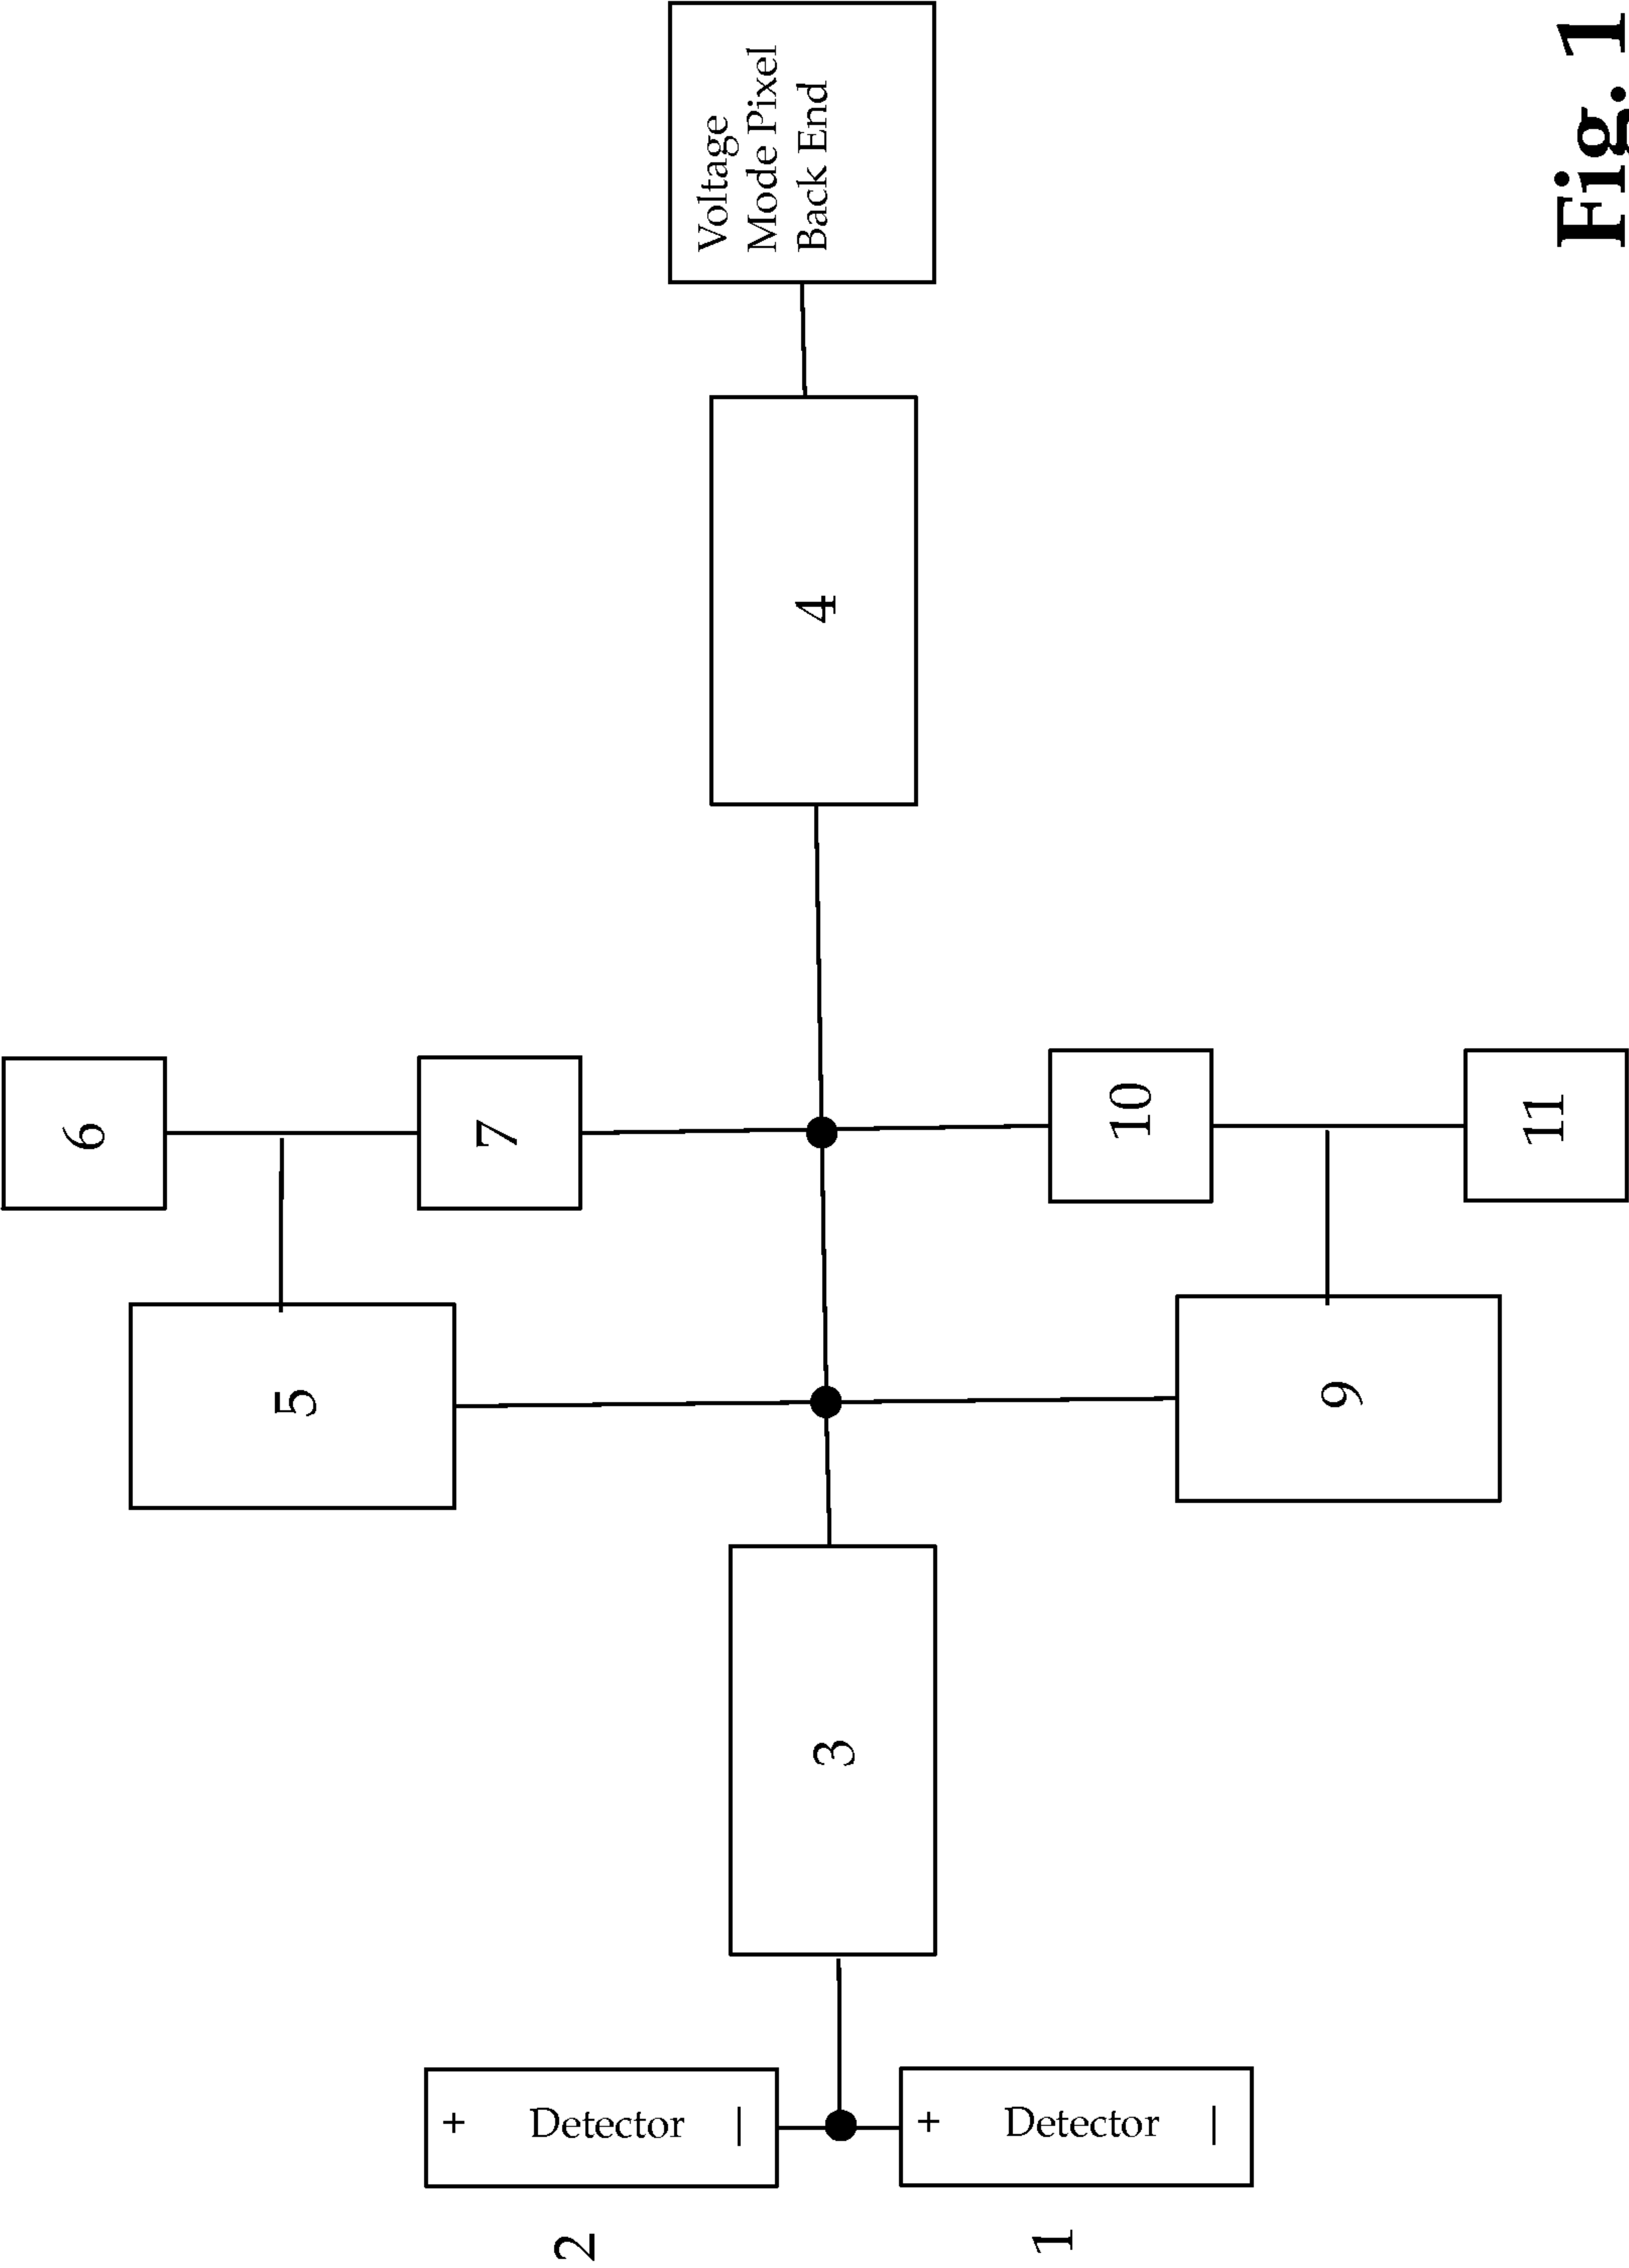 Voltage
Mode Pixel
Back End
4
6
7
10
11
5
9
3
+ Detector −
+ Detector −
2
1
Fig. 1